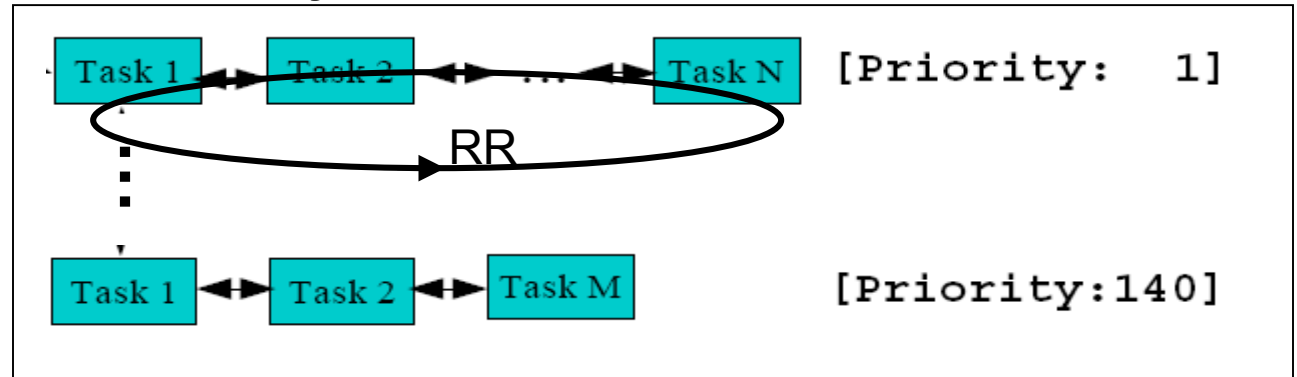 Task 1 Task 2 ... Task N [Priority: 1]
RR
Task 1 Task 2 Task M [Priority:140]